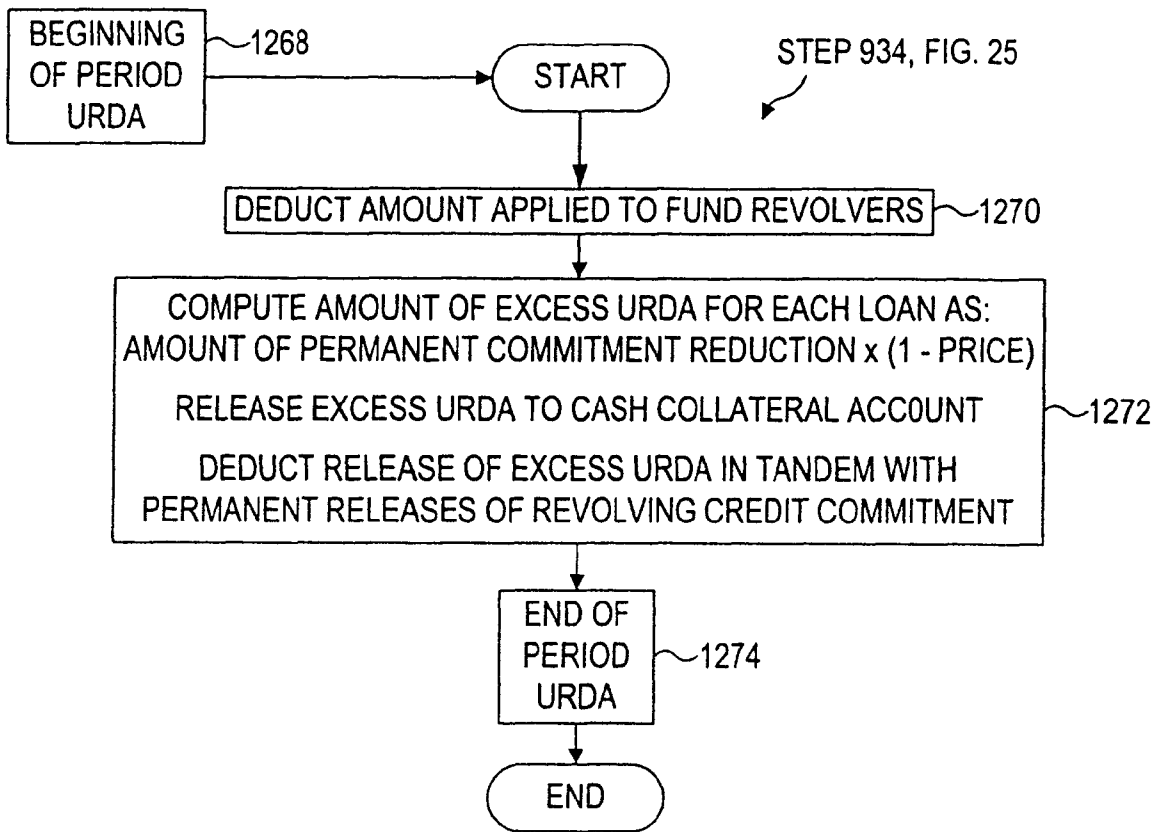 BEGINNING
OF PERIOD
URDA
1268
START
STEP 934, FIG. 25
DEDUCT AMOUNT APPLIED TO FUND REVOLVERS
1270
COMPUTE AMOUNT OF EXCESS URDA FOR EACH LOAN AS:
AMOUNT OF PERMANENT COMMITMENT REDUCTION x (1 - PRICE)
RELEASE EXCESS URDA TO CASH COLLATERAL ACC0UNT
DEDUCT RELEASE OF EXCESS URDA IN TANDEM WITH
PERMANENT RELEASES OF REVOLVING CREDIT COMMITMENT
1272
END OF
PERIOD
URDA
1274
END